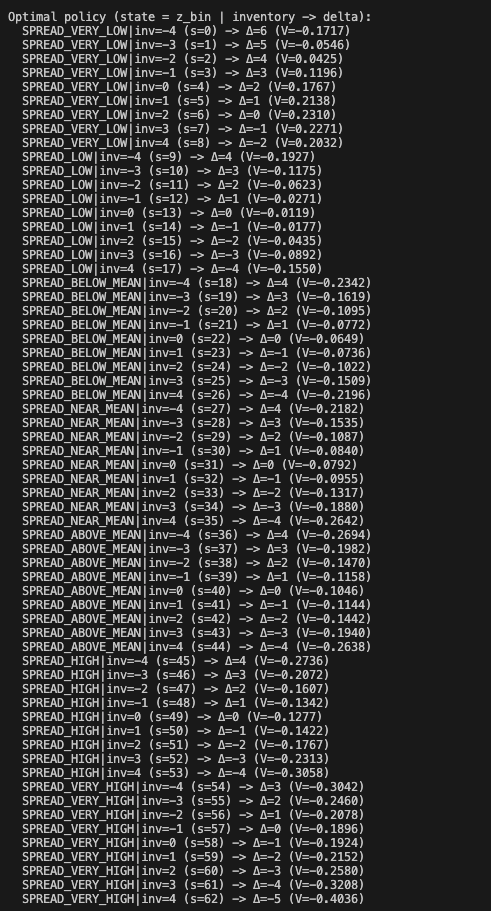 Optimal policy (state = z_bin | inventory -> delta):
SPREAD_VERY_LOW|inv=-4 (s=0) -> Δ=6 (V=-0.1717)
SPREAD_VERY_LOW|inv=-3 (s=1) -> Δ=5 (V=-0.0546)
SPREAD_VERY_LOW|inv=-2 (s=2) -> Δ=4 (V=0.0425)
SPREAD_VERY_LOW|inv=-1 (s=3) -> Δ=3 (V=0.1196)
SPREAD_VERY_LOW|inv=0 (s=4) -> Δ=2 (V=0.1767)
SPREAD_VERY_LOW|inv=1 (s=5) -> Δ=1 (V=0.2138)
SPREAD_VERY_LOW|inv=2 (s=6) -> Δ=0 (V=0.2310)
SPREAD_VERY_LOW|inv=3 (s=7) -> Δ=-1 (V=0.2271)
SPREAD_VERY_LOW|inv=4 (s=8) -> Δ=-2 (V=0.2032)
SPREAD_LOW|inv=-4 (s=9) -> Δ=4 (V=-0.1927)
SPREAD_LOW|inv=-3 (s=10) -> Δ=3 (V=-0.1175)
SPREAD_LOW|inv=-2 (s=11) -> Δ=2 (V=-0.0623)
SPREAD_LOW|inv=-1 (s=12) -> Δ=1 (V=-0.0271)
SPREAD_LOW|inv=0 (s=13) -> Δ=0 (V=-0.0119)
SPREAD_LOW|inv=1 (s=14) -> Δ=-1 (V=-0.0177)
SPREAD_LOW|inv=2 (s=15) -> Δ=-2 (V=-0.0435)
SPREAD_LOW|inv=3 (s=16) -> Δ=-3 (V=-0.0892)
SPREAD_LOW|inv=4 (s=17) -> Δ=-4 (V=-0.1550)
SPREAD_BELOW_MEAN|inv=-4 (s=18) -> Δ=4 (V=-0.2342)
SPREAD_BELOW_MEAN|inv=-3 (s=19) -> Δ=3 (V=-0.1619)
SPREAD_BELOW_MEAN|inv=-2 (s=20) -> Δ=2 (V=-0.1095)
SPREAD_BELOW_MEAN|inv=-1 (s=21) -> Δ=1 (V=-0.0772)
SPREAD_BELOW_MEAN|inv=0 (s=22) -> Δ=0 (V=-0.0649)
SPREAD_BELOW_MEAN|inv=1 (s=23) -> Δ=-1 (V=-0.0736)
SPREAD_BELOW_MEAN|inv=2 (s=24) -> Δ=-2 (V=-0.1022)
SPREAD_BELOW_MEAN|inv=3 (s=25) -> Δ=-3 (V=-0.1509)
SPREAD_BELOW_MEAN|inv=4 (s=26) -> Δ=-4 (V=-0.2196)
SPREAD_NEAR_MEAN|inv=-4 (s=27) -> Δ=4 (V=-0.2182)
SPREAD_NEAR_MEAN|inv=-3 (s=28) -> Δ=3 (V=-0.1535)
SPREAD_NEAR_MEAN|inv=-2 (s=29) -> Δ=2 (V=-0.1087)
SPREAD_NEAR_MEAN|inv=-1 (s=30) -> Δ=1 (V=-0.0840)
SPREAD_NEAR_MEAN|inv=0 (s=31) -> Δ=0 (V=-0.0792)
SPREAD_NEAR_MEAN|inv=1 (s=32) -> Δ=-1 (V=-0.0955)
SPREAD_NEAR_MEAN|inv=2 (s=33) -> Δ=-2 (V=-0.1317)
SPREAD_NEAR_MEAN|inv=3 (s=34) -> Δ=-3 (V=-0.1880)
SPREAD_NEAR_MEAN|inv=4 (s=35) -> Δ=-4 (V=-0.2642)
SPREAD_ABOVE_MEAN|inv=-4 (s=36) -> Δ=4 (V=-0.2694)
SPREAD_ABOVE_MEAN|inv=-3 (s=37) -> Δ=3 (V=-0.1982)
SPREAD_ABOVE_MEAN|inv=-2 (s=38) -> Δ=2 (V=-0.1470)
SPREAD_ABOVE_MEAN|inv=-1 (s=39) -> Δ=1 (V=-0.1158)
SPREAD_ABOVE_MEAN|inv=0 (s=40) -> Δ=0 (V=-0.1046)
SPREAD_ABOVE_MEAN|inv=1 (s=41) -> Δ=-1 (V=-0.1144)
SPREAD_ABOVE_MEAN|inv=2 (s=42) -> Δ=-2 (V=-0.1442)
SPREAD_ABOVE_MEAN|inv=3 (s=43) -> Δ=-3 (V=-0.1940)
SPREAD_ABOVE_MEAN|inv=4 (s=44) -> Δ=-4 (V=-0.2638)
SPREAD_HIGH|inv=-4 (s=45) -> Δ=4 (V=-0.2736)
SPREAD_HIGH|inv=-3 (s=46) -> Δ=3 (V=-0.2072)
SPREAD_HIGH|inv=-2 (s=47) -> Δ=2 (V=-0.1607)
SPREAD_HIGH|inv=-1 (s=48) -> Δ=1 (V=-0.1342)
SPREAD_HIGH|inv=0 (s=49) -> Δ=0 (V=-0.1277)
SPREAD_HIGH|inv=1 (s=50) -> Δ=-1 (V=-0.1422)
SPREAD_HIGH|inv=2 (s=51) -> Δ=-2 (V=-0.1767)
SPREAD_HIGH|inv=3 (s=52) -> Δ=-3 (V=-0.2313)
SPREAD_HIGH|inv=4 (s=53) -> Δ=-4 (V=-0.3058)
SPREAD_VERY_HIGH|inv=-4 (s=54) -> Δ=3 (V=-0.3042)
SPREAD_VERY_HIGH|inv=-3 (s=55) -> Δ=2 (V=-0.2460)
SPREAD_VERY_HIGH|inv=-2 (s=56) -> Δ=1 (V=-0.2078)
SPREAD_VERY_HIGH|inv=-1 (s=57) -> Δ=0 (V=-0.1896)
SPREAD_VERY_HIGH|inv=0 (s=58) -> Δ=-1 (V=-0.1924)
SPREAD_VERY_HIGH|inv=1 (s=59) -> Δ=-2 (V=-0.2152)
SPREAD_VERY_HIGH|inv=2 (s=60) -> Δ=-3 (V=-0.2580)
SPREAD_VERY_HIGH|inv=3 (s=61) -> Δ=-4 (V=-0.3208)
SPREAD_VERY_HIGH|inv=4 (s=62) -> Δ=-5 (V=-0.4036)